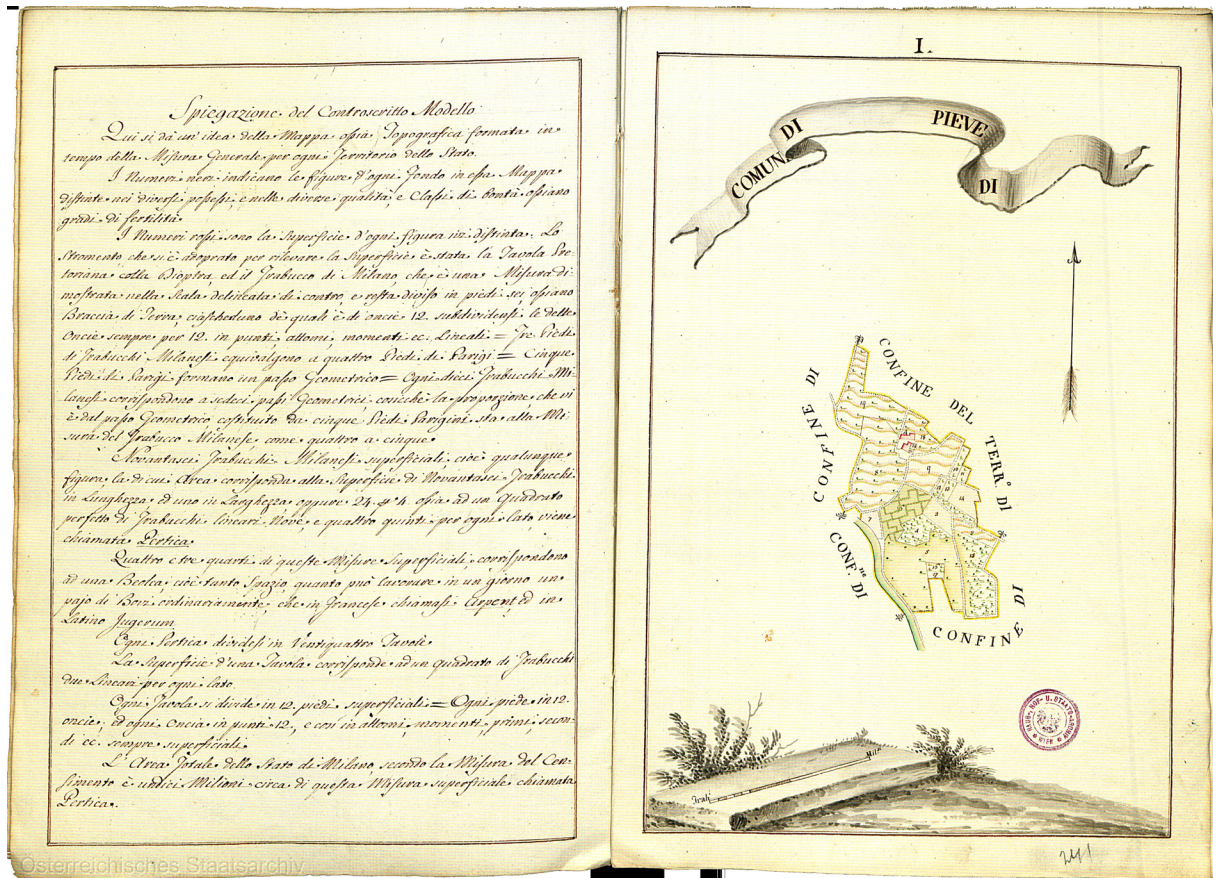 Spiegazione del Controscritto Modello
Qui si dà un'idea della Mappa ossia Topografica formata in
tempo della Misura Generale per ogni Territorio dello Stato.
I Numeri neri indicano le figure d'ogni Fondo in essa Mappa
distinte nei diversi possessi, e nelle diverse qualità, e Classi di bontà ossiano
gradi di fertilità.
I Numeri rossi sono la superficie d'ogni figura ivi distinta. Lo
Stromento che si è adoprato per rilevare la superficie è stata la Tavola Pre-
toriana colla Dioptra, ed il Trabucco di Milano, che è una Misura di-
mostrata nella Scala delineata di contro, e resta diviso in piedi sei ossiano
Braccia di Terra, ciascheduno de quali è di oncie 12. subdividensi le dette
Oncie sempre per 12. in punti, attomi, momenti ec. Lineali = Tre Piedi
di Trabucchi Milanesi equivalgono a quattro Piedi di Parigi = Cinque
Piedi di Parigi formano un passo Geometrico = Ogni dieci Trabucchi Mi-
lanesi corrispondono a sedeci passi Geometrici, cosicche la proporzione che vi
è dal passo Geometrico costituito da cinque Piedi Parigini sta alla Mi-
sura del Trabucco Milanese come quattro a cinque.
Novantasei Trabucchi Milanesi superficiali cioè qualunque
figura, la di cui Area corrisponda alla Superficie di Novantasei Trabucchi
in Lunghezza ed uno in Larghezza oppure 24. p 4. ossia ad un Quadrato
perfetto di Trabucchi lineari Nove, e quattro quinti per ogni lato viene
chiamata Pertica.
Quattro e tre quarti di queste Misure Superficiali, corrispondono
ad una Beolca, cioè tanto Spazio quanto può lavorare in un giorno un
pajo di Bovi ordinariamente, che in Francese chiamasi Arpent, ed in
Latino Jugerum.
Ogni Pertica dividesi in Ventiquattro Tavole.
La Superficie d'una Tavola corrisponde ad un quadrato di Trabucchi
due Lineari per ogni lato.
Ogni Tavola si divide in 12. piedi superficiali = Ogni piede in 12.
oncie, ed ogni Oncia in punti 12, e così in attomi, momenti, primi, secon-
di ec. sempre superficiali.
L'Area Totale dello Stato di Milano secondo la Misura del Cen-
simento è undici Milioni circa di questa Misura superficiale chiamata
Pertica.
Österreichisches Staatsarchiv
I.
COMUN. DI PIEVE DI
CONFINE DI
CONFINE DEL TERR.º DI
CONF.ne DI
CONFINE DI
HAUS-, HOF- U. STAATS-ARCHIV
WIEN
Trab.i
Mil.i
241